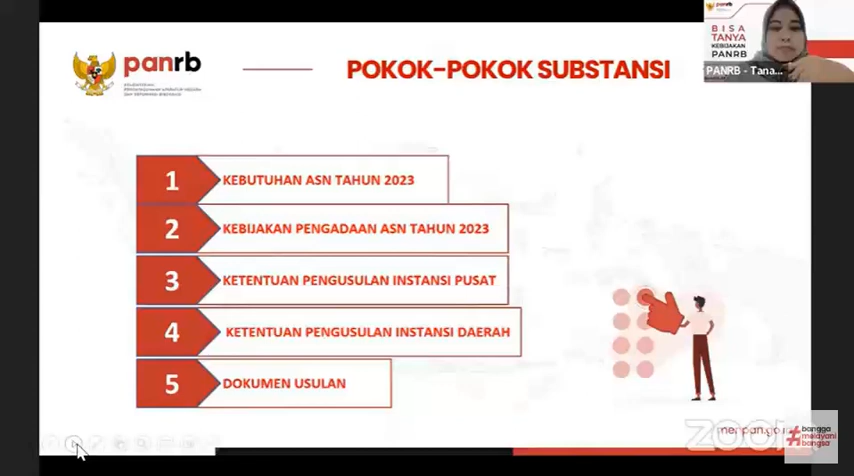 panrb
POKOK-POKOK SUBSTANSI
panrb
BISA
TANYA
KEBIJAKAN
PANRB
PANRB - Tana...
1 KEBUTUHAN ASN TAHUN 2023
2 KEBIJAKAN PENGADAAN ASN TAHUN 2023
3 KETENTUAN PENGUSULAN INSTANSI PUSAT
4 KETENTUAN PENGUSULAN INSTANSI DAERAH
5 DOKUMEN USULAN
zoom
menpan.go
#bangga
melayani
bangsa